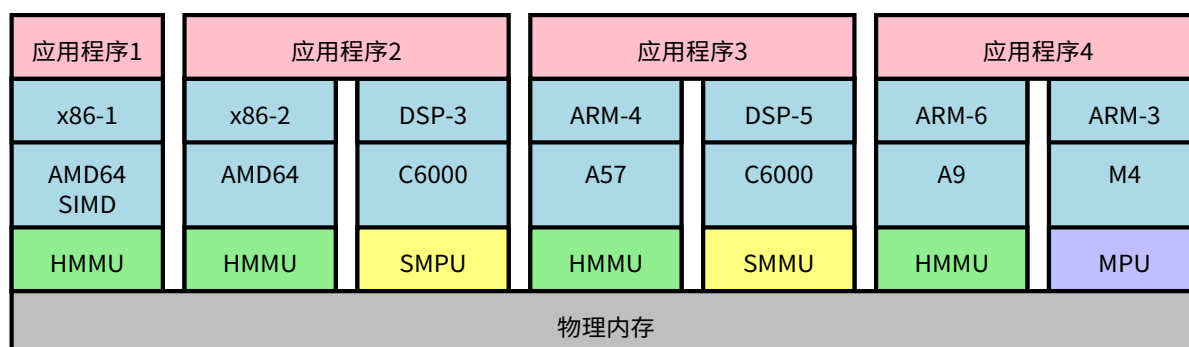 应用程序1 应用程序2 应用程序3 应用程序4
x86-1 x86-2 DSP-3 ARM-4 DSP-5 ARM-6 ARM-3
AMD64 AMD64 C6000 A57 C6000 A9 M4
SIMD
HMMU HMMU SMPU HMMU SMMU HMMU MPU
物理内存